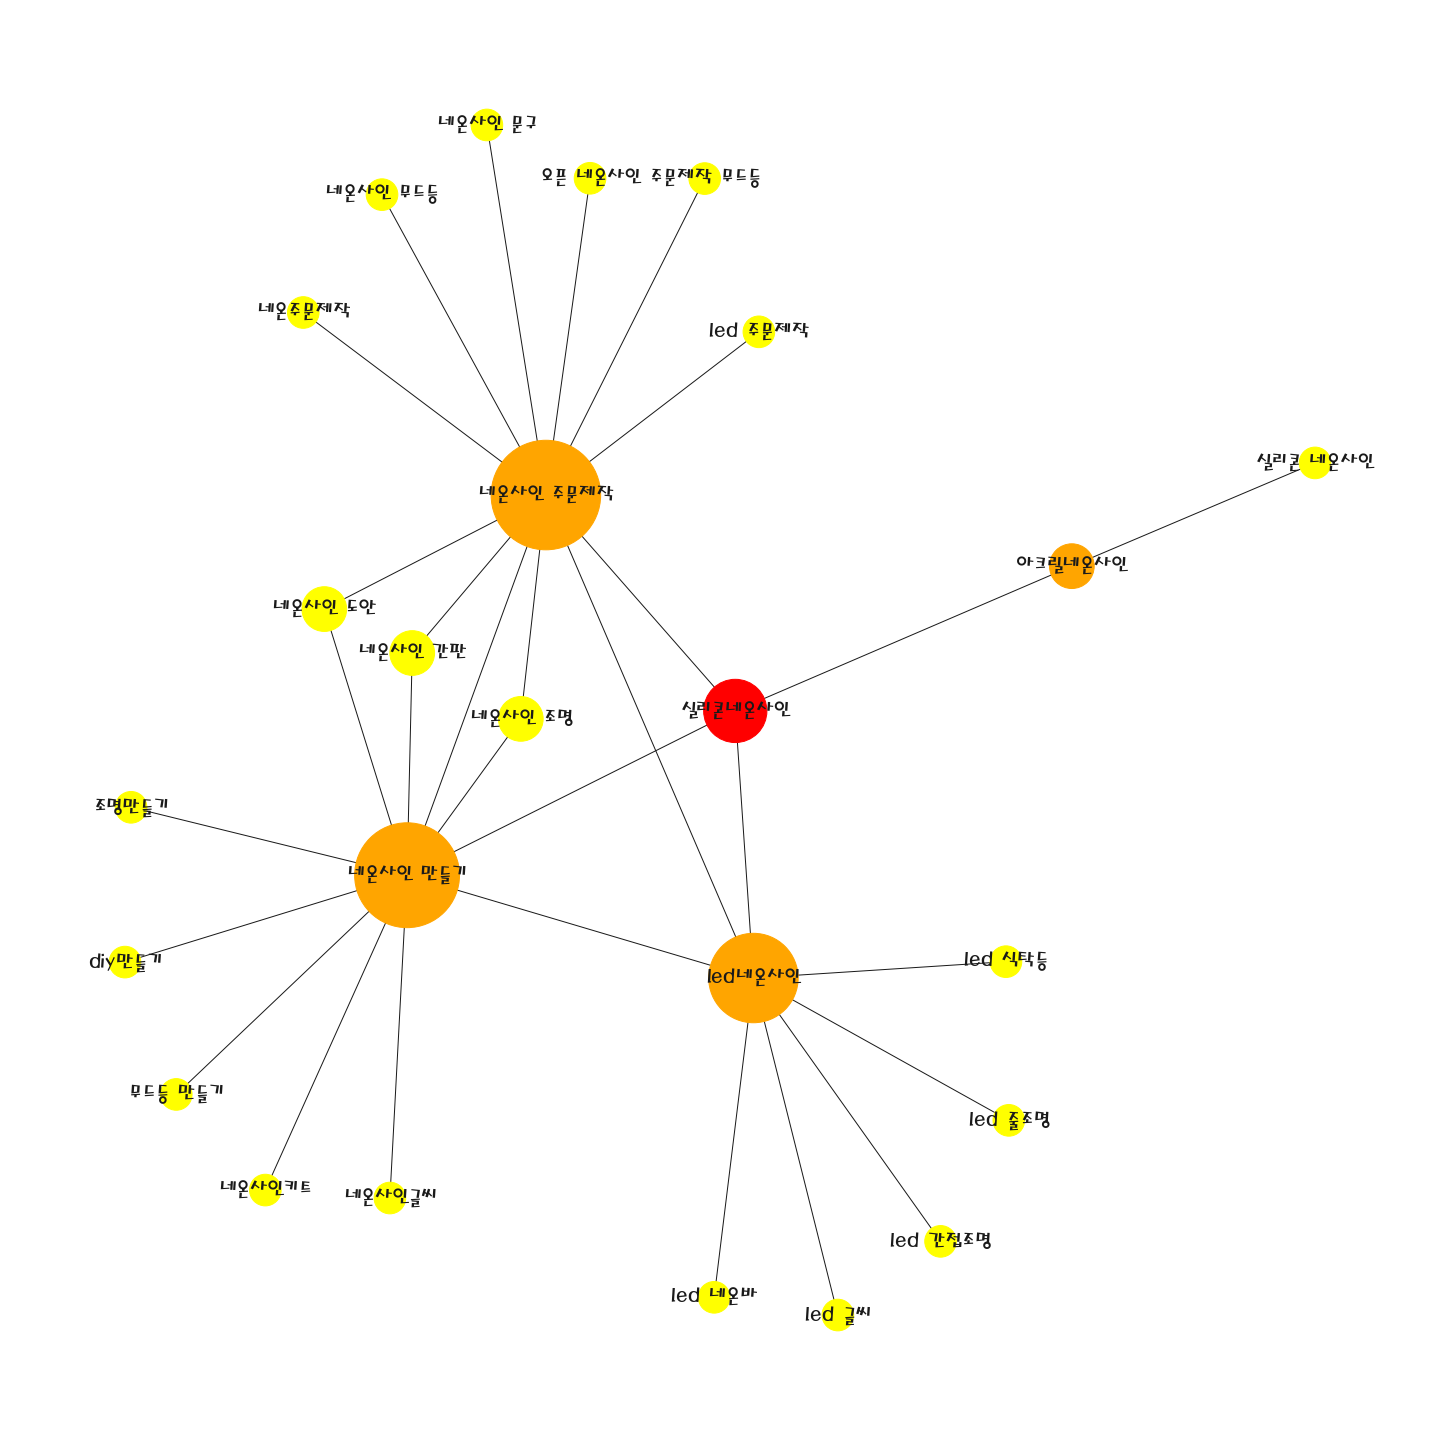 네온사인 문구
오픈 네온사인
주문제작 무드등
네온사인 무드등
네온주문제작
led 주문제작
실리콘 네온사인
네온사인 주문제작
아크릴네온사인
네온사인 도안
네온사인 간판
실리콘네온사인
네온사인 조명
조명만들기
네온사인 만들기
diy만들기
led네온사인
led 식탁등
무드등 만들기
led 줄조명
네온사인키트
네온사인글씨
led 간접조명
led 네온바
led 글씨